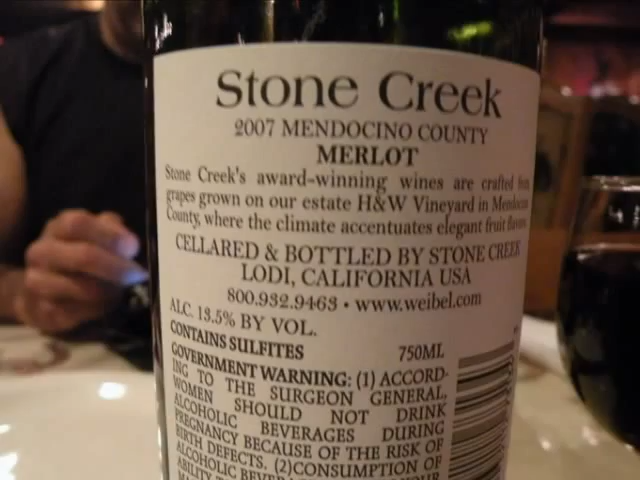 Stone Creek
2007 MENDOCINO COUNTY
MERLOT
Stone Creek's award-winning wines are crafted
grapes grown on our estate H&W Vineyard in
County, where the climate accentuates elegant fruit
CELLARED & BOTTLED BY STONE CREEK
LODI, CALIFORNIA USA
800.932.9463 • www.weibel.com
ALC. 13.5% BY VOL.
CONTAINS SULFITES 750ML
GOVERNMENT WARNING: (1) ACCORD-
ING TO THE SURGEON GENERAL,
WOMEN SHOULD NOT DRINK
ALCOHOLIC BEVERAGES DURING
PREGNANCY BECAUSE OF THE RISK OF
BIRTH DEFECTS. (2)CONSUMPTION OF
ALCOHOLIC